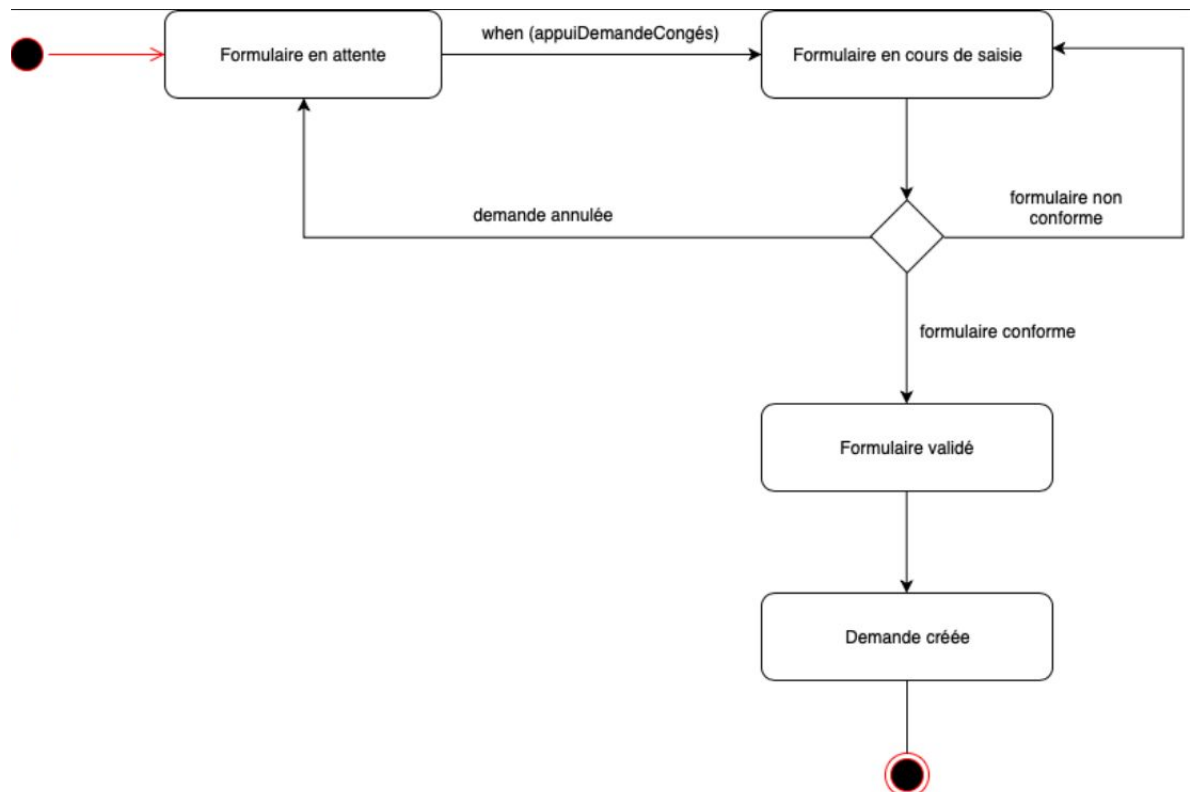 when (appuiDemandeCongés)
Formulaire en attente
Formulaire en cours de saisie
demande annulée
formulaire non
conforme
formulaire conforme
Formulaire validé
Demande créée